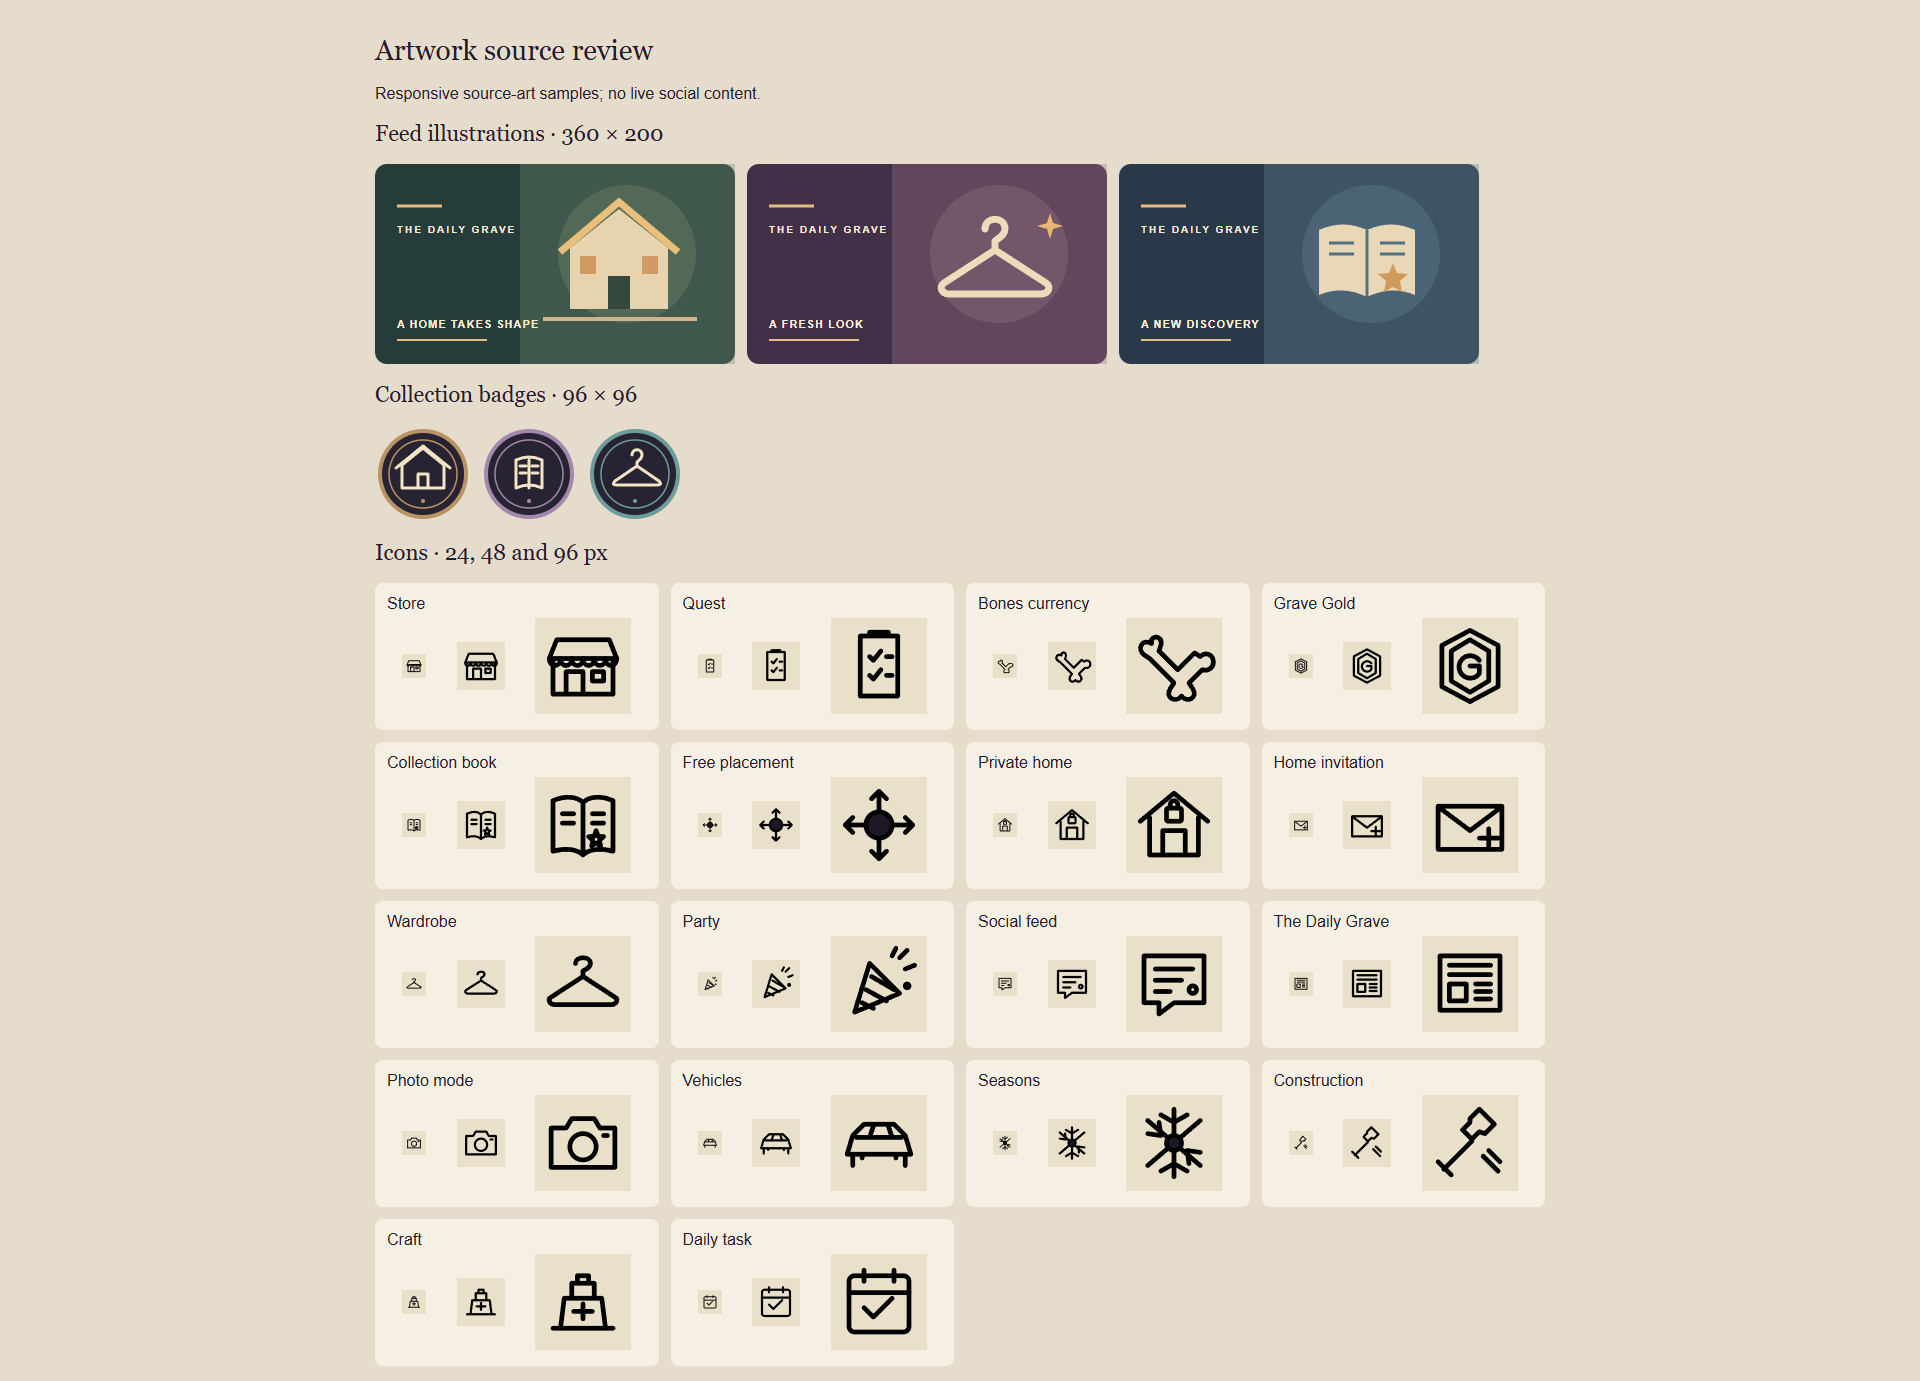 Artwork source review
Responsive source-art samples; no live social content.
Feed illustrations · 360 × 200
THE DAILY GRAVE
A HOME TAKES SHAPE
THE DAILY GRAVE
A FRESH LOOK
THE DAILY GRAVE
A NEW DISCOVERY
Collection badges · 96 × 96
Icons · 24, 48 and 96 px
Store
Quest
Bones currency
Grave Gold
G
G
G
Collection book
Free placement
Private home
Home invitation
Wardrobe
Party
Social feed
The Daily Grave
Photo mode
Vehicles
Seasons
Construction
Craft
Daily task